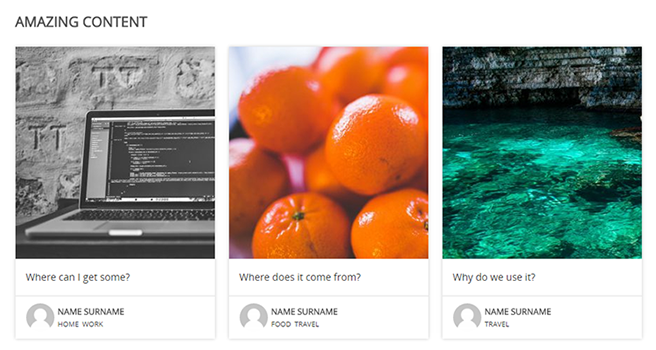 AMAZING CONTENT
Where can I get some?
NAME SURNAME
HOME WORK
Where does it come from?
NAME SURNAME
FOOD TRAVEL
Why do we use it?
NAME SURNAME
TRAVEL